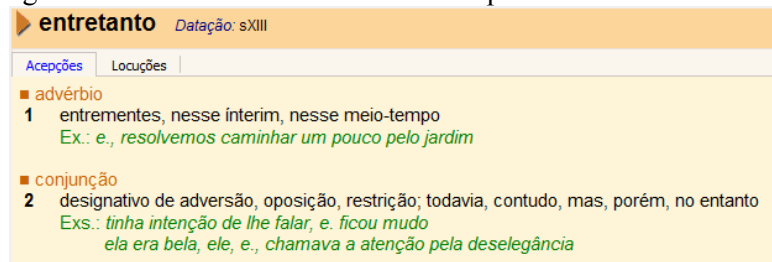 entretanto Datação: sXIII
Acepções Locuções
advérbio
1 entrementes, nesse ínterim, nesse meio-tempo
Ex.: e., resolvemos caminhar um pouco pelo jardim
conjunção
2 designativo de adversão, oposição, restrição; todavia, contudo, mas, porém, no entanto
Exs.: tinha intenção de lhe falar, e. ficou mudo
ela era bela, ele, e., chamava a atenção pela deselegância